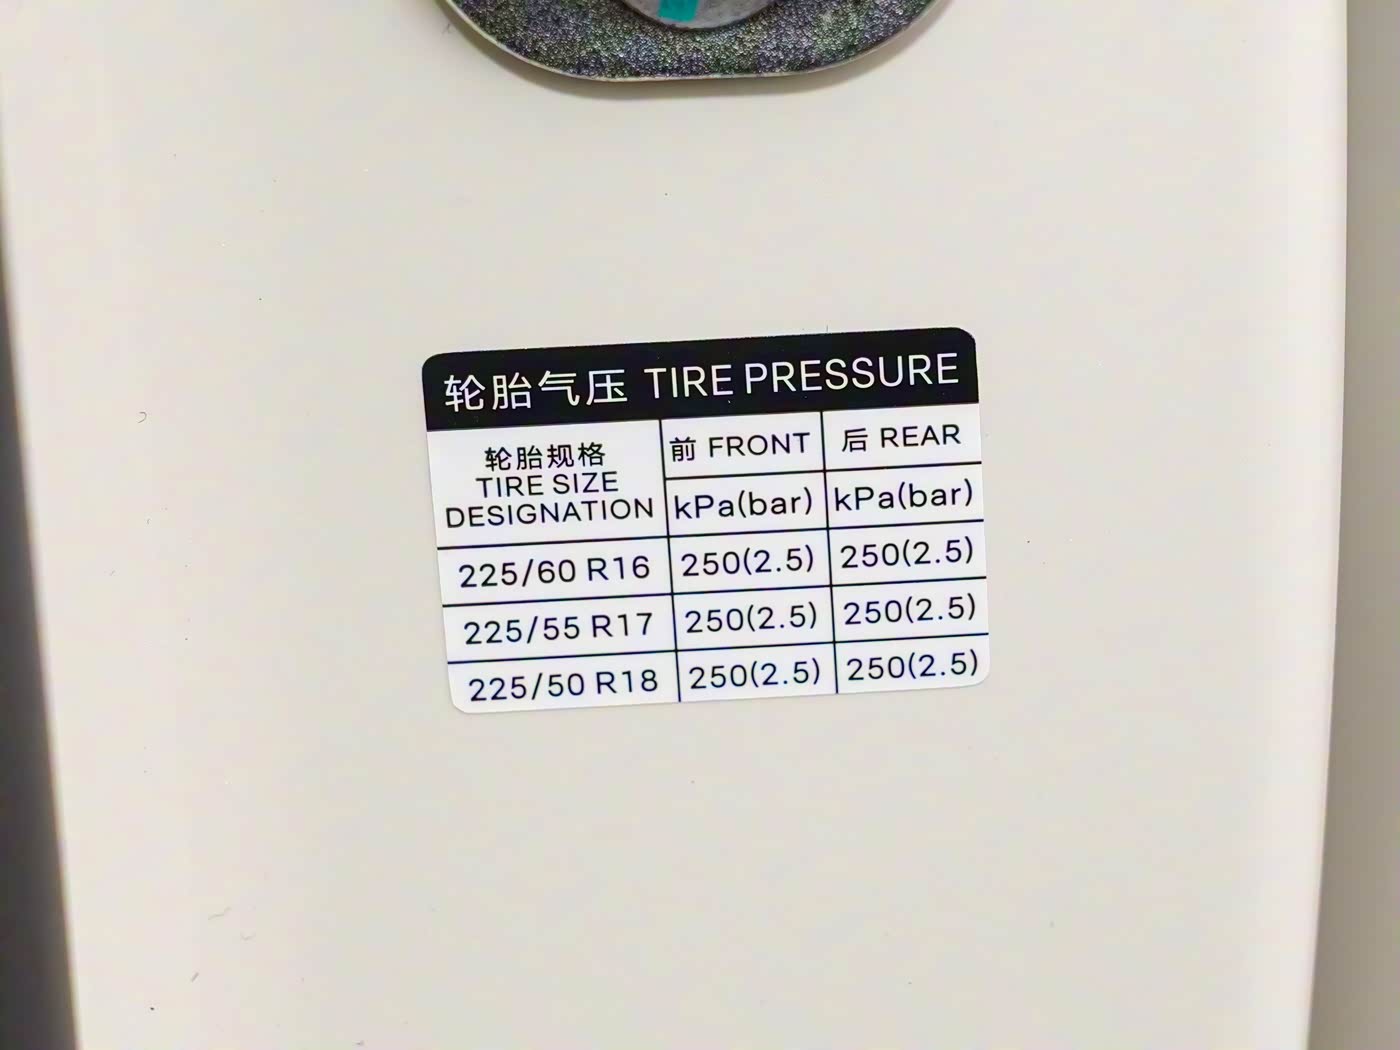 轮胎气压 TIRE PRESSURE
轮胎规格
TIRE SIZE
DESIGNATION
前 FRONT 后 REAR
kPa(bar) kPa(bar)
225/60 R16 250(2.5) 250(2.5)
225/55 R17 250(2.5) 250(2.5)
225/50 R18 250(2.5) 250(2.5)